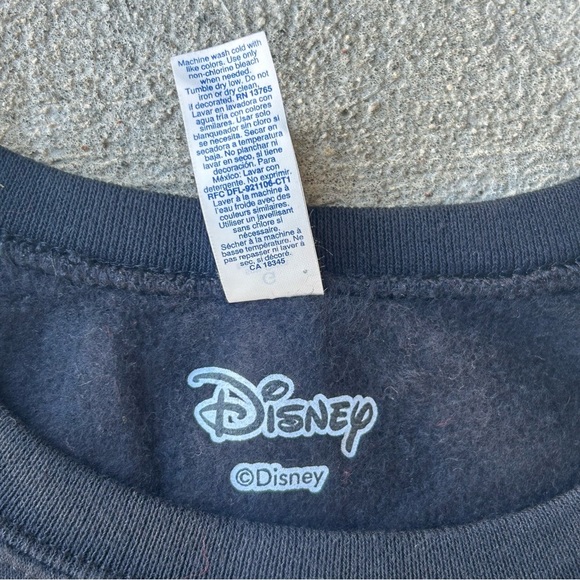 Machine wash cold with
like colors. Use only
non-chlorine bleach
when needed.
Tumble dry low. Do not
iron or dry clean,
if decorated. RN 13765
Lavar en lavadora con
agua fría con colores
similares. Usar solo
blanqueador sin cloro si
se necesita. Secar en
secadora a temperatura
baja. No planchar ni
lavar en seco, si tiene
decoración. Para
México: Lavar con
detergente. No exprimir.
RFC DFL-921106-CT1
Laver à la machine à
l'eau froide avec des
couleurs similaires.
Utiliser un javellisant
sans chlore si
nécessaire.
Sécher à la machine à
basse température. Ne
pas repasser ni laver à
sec, si décoré.
CA 18345
Disney
©Disney